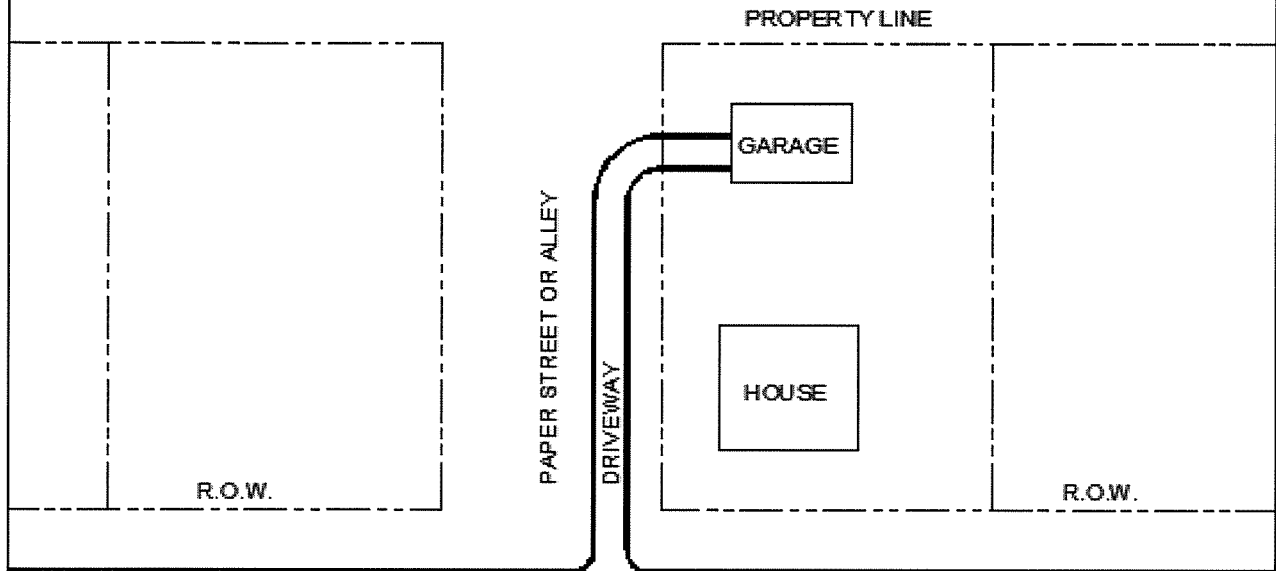 PROPERTY LINE
GARAGE
PAPER STREET OR ALLEY
DRIVEWAY
HOUSE
R.O.W.
R.O.W.